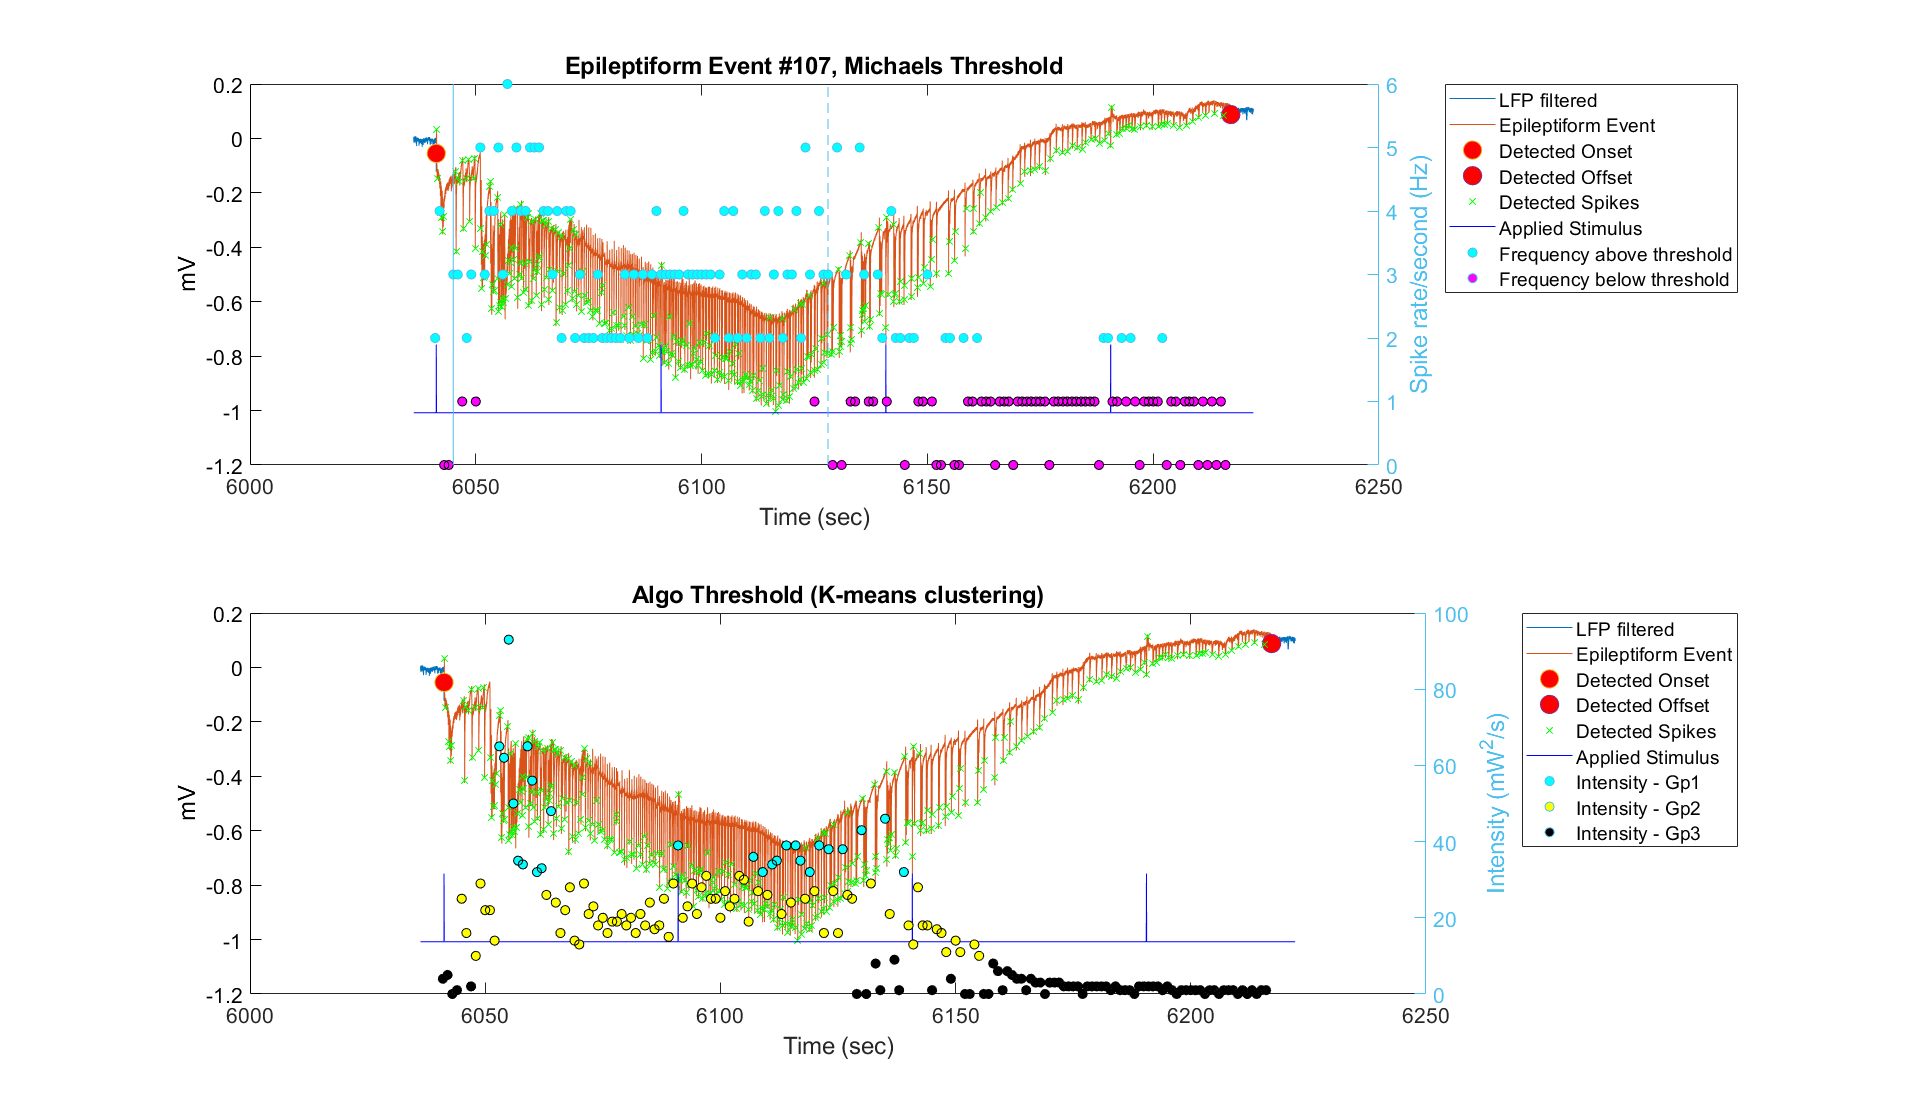 Epileptiform Event #107, Michaels Threshold
0.2
0
-0.2
-0.4
-0.6
-0.8
-1
-1.2
mV
6000
6050
6100
6150
6200
6250
Time (sec)
6
5
4
3
2
1
0
Spike rate/second (Hz)
LFP filtered
Epileptiform Event
Detected Onset
Detected Offset
Detected Spikes
Applied Stimulus
Frequency above threshold
Frequency below threshold
Algo Threshold (K-means clustering)
0.2
0
-0.2
-0.4
-0.6
-0.8
-1
-1.2
mV
6000
6050
6100
6150
6200
6250
Time (sec)
100
80
60
40
20
0
Intensity (mW²/s)
LFP filtered
Epileptiform Event
Detected Onset
Detected Offset
Detected Spikes
Applied Stimulus
Intensity - Gp1
Intensity - Gp2
Intensity - Gp3